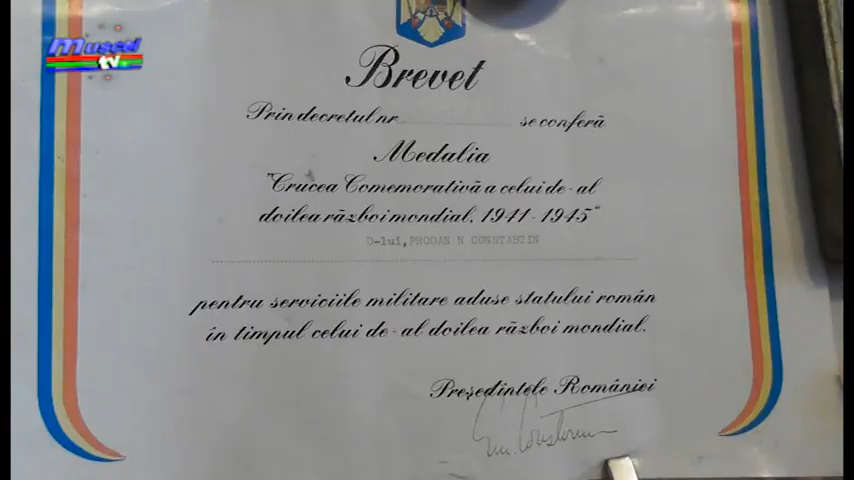 Muscel
tv
Brevet
Prin decretul nr. se conferă
Medalia
"Crucea Comemorativă a celui de-al
doilea război mondial, 1941-1945"
D-lui, PRODAN N CONSTANTIN
pentru serviciile militare aduse statului român
în timpul celui de-al doilea război mondial.
Preşedintele României